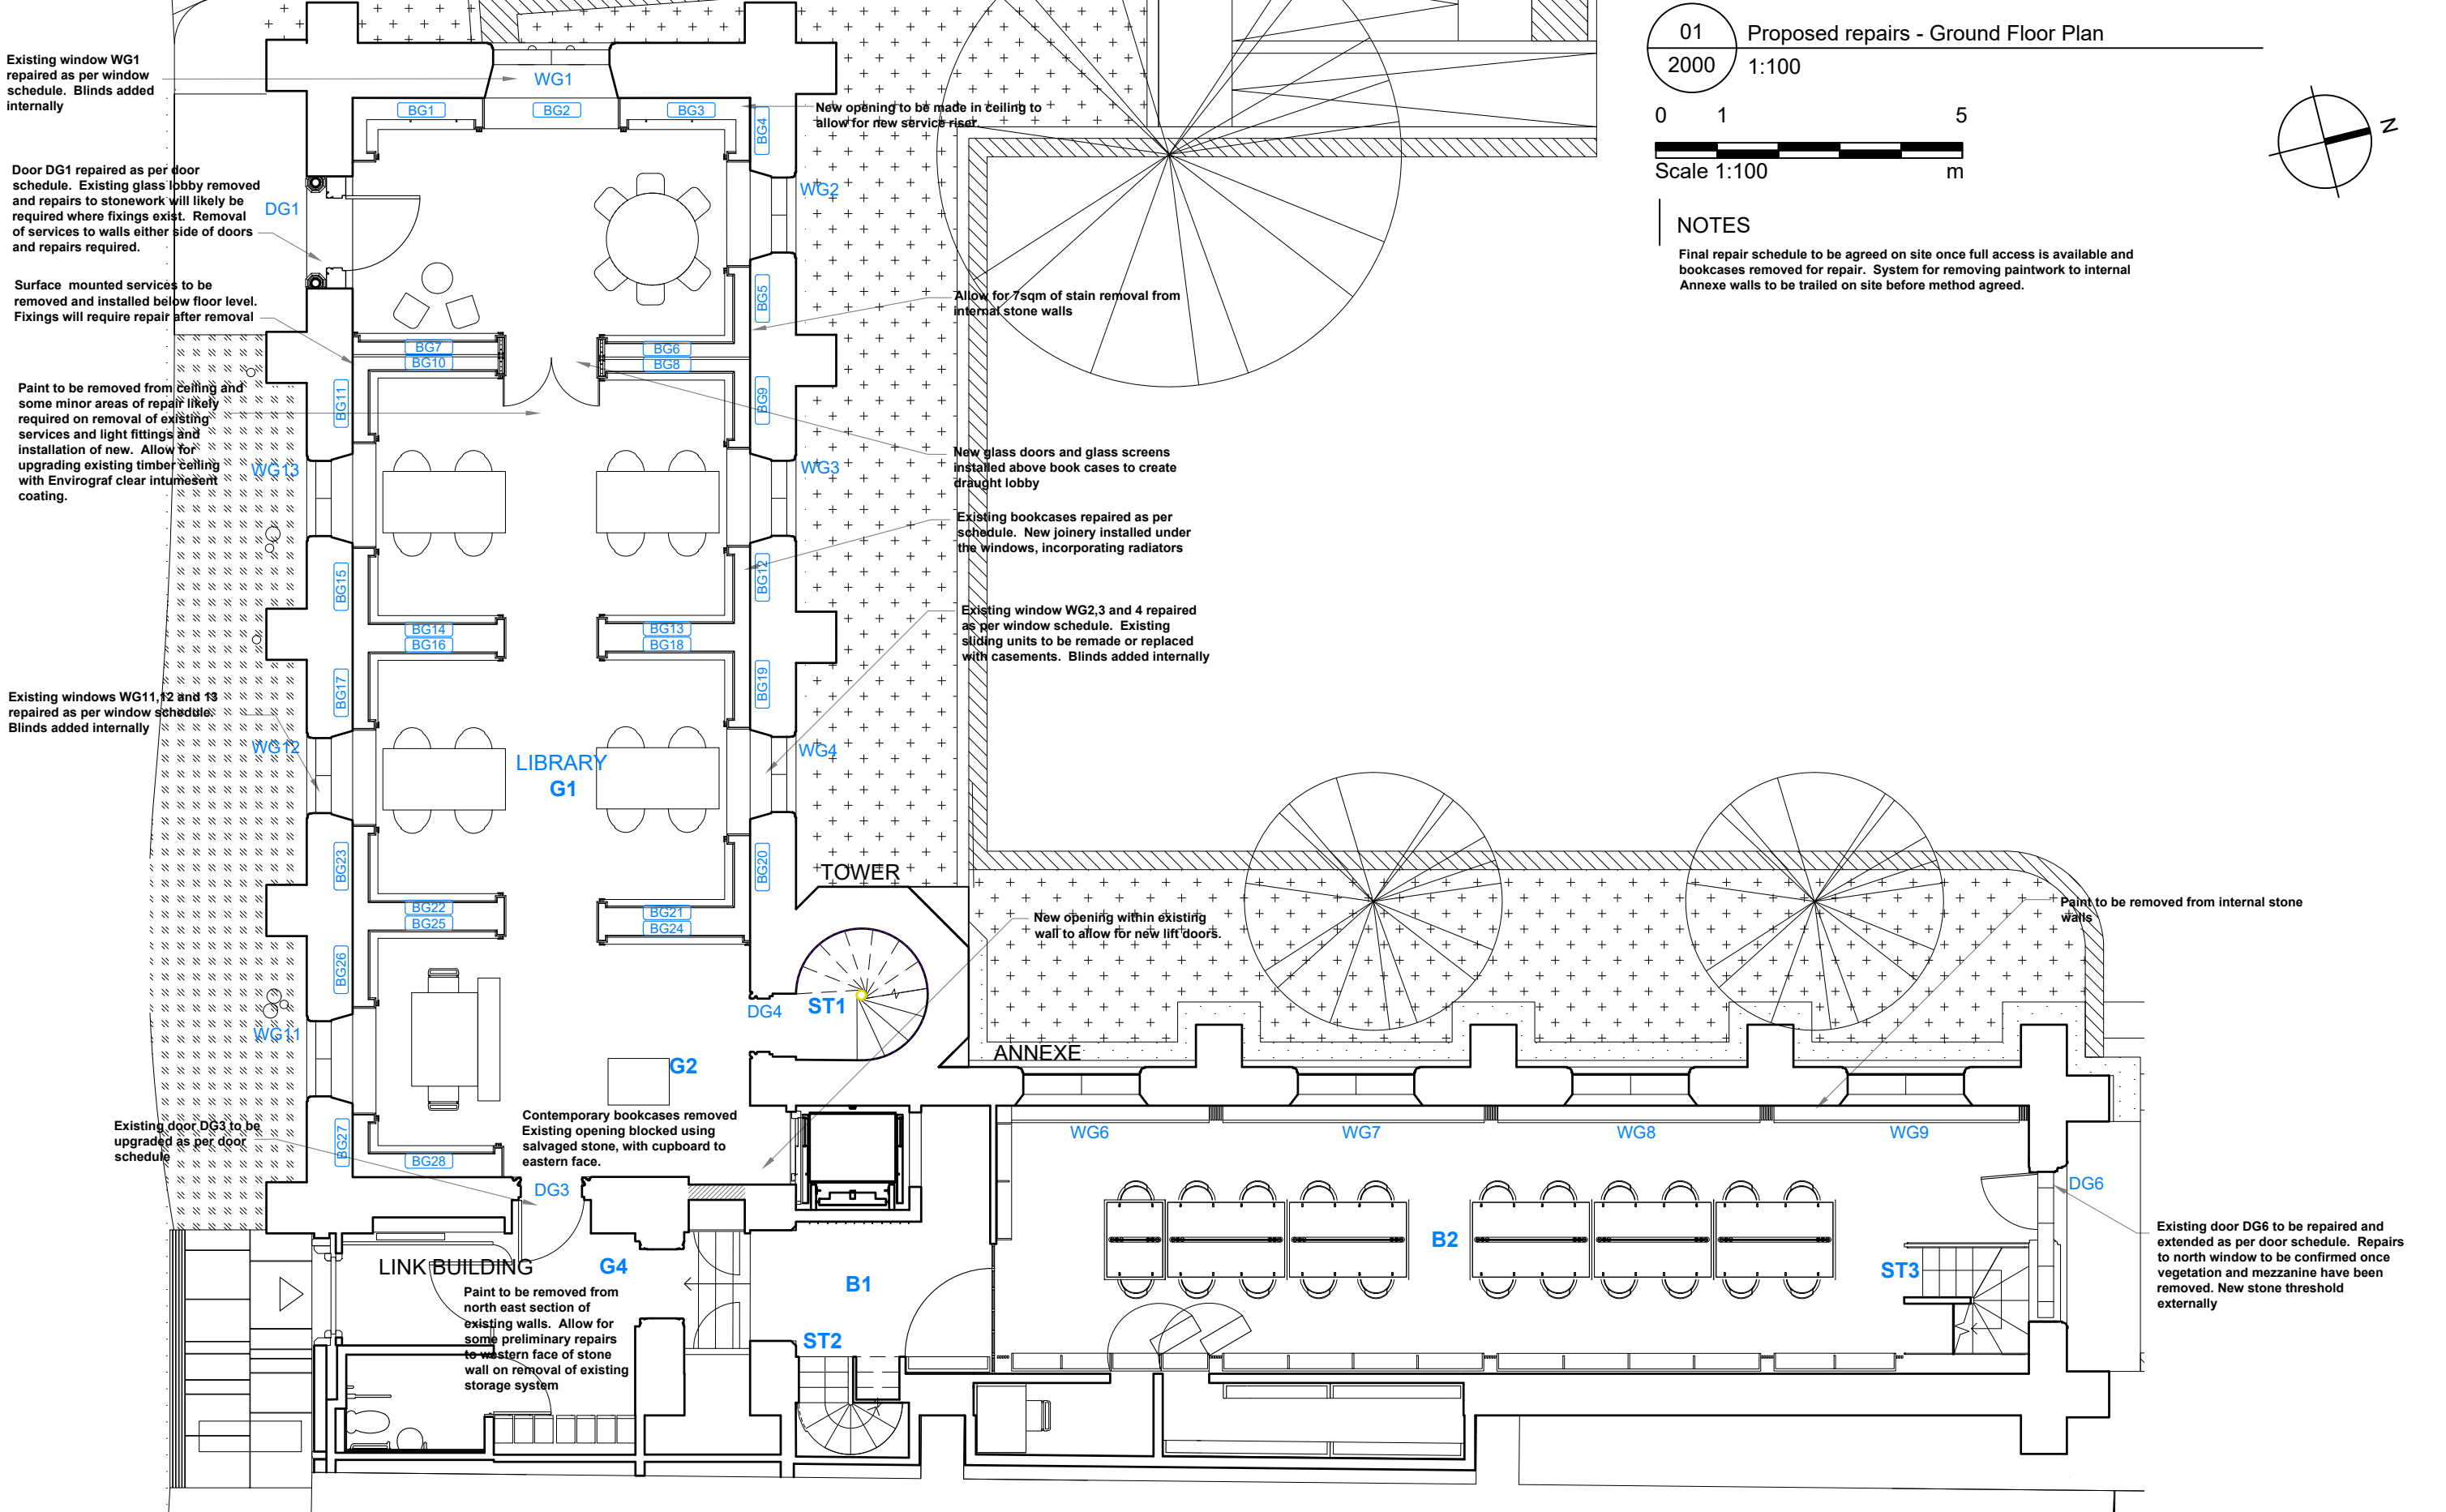 01
2000
Proposed repairs - Ground Floor Plan
1:100
0 1 5
Scale 1:100 m
N
NOTES
Final repair schedule to be agreed on site once full access is available and
bookcases removed for repair. System for removing paintwork to internal
Annexe walls to be trailed on site before method agreed.
Existing window WG1
repaired as per window
schedule. Blinds added
internally
Door DG1 repaired as per door
schedule. Existing glass lobby removed
and repairs to stonework will likely be
required where fixings exist. Removal
of services to walls either side of doors
and repairs required.
Surface mounted services to be
removed and installed below floor level.
Fixings will require repair after removal
Paint to be removed from ceiling and
some minor areas of repair likely
required on removal of existing
services and light fittings and
installation of new. Allow for
upgrading existing timber ceiling
with Envirograf clear intumesent
coating.
Existing windows WG11,12 and 13
repaired as per window schedule.
Blinds added internally
Existing door DG3 to be
upgraded as per door
schedule
New opening to be made in ceiling to
allow for new service riser.
Allow for 7sqm of stain removal from
internal stone walls
New glass doors and glass screens
installed above book cases to create
draught lobby
Existing bookcases repaired as per
schedule. New joinery installed under
the windows, incorporating radiators
Existing window WG2,3 and 4 repaired
as per window schedule. Existing
sliding units to be remade or replaced
with casements. Blinds added internally
New opening within existing
wall to allow for new lift doors.
Paint to be removed from internal stone
walls
Contemporary bookcases removed
Existing opening blocked using
salvaged stone, with cupboard to
eastern face.
Paint to be removed from
north east section of
existing walls. Allow for
some preliminary repairs
to western face of stone
wall on removal of existing
storage system
Existing door DG6 to be repaired and
extended as per door schedule. Repairs
to north window to be confirmed once
vegetation and mezzanine have been
removed. New stone threshold
externally
WG1
BG1
BG2
BG3
BG4
WG2
DG1
BG5
BG7
BG10
BG6
BG8
BG11
BG9
WG13
WG3
BG15
BG12
BG14
BG16
BG13
BG18
BG17
BG19
WG12
WG4
LIBRARY
G1
BG23
BG20
TOWER
BG22
BG25
BG21
BG24
BG26
DG4
ST1
WG11
G2
ANNEXE
BG27
BG28
DG3
WG6
WG7
WG8
WG9
DG6
LINK BUILDING
G4
B1
B2
ST3
ST2